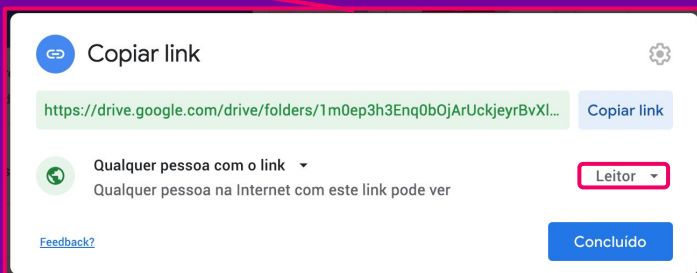 Copiar link
https://drive.google.com/drive/folders/1m0ep3h3Enq0bOjArUckjeyrBvXl... Copiar link
Qualquer pessoa com o link
Qualquer pessoa na Internet com este link pode ver
Leitor
Feedback?
Concluído